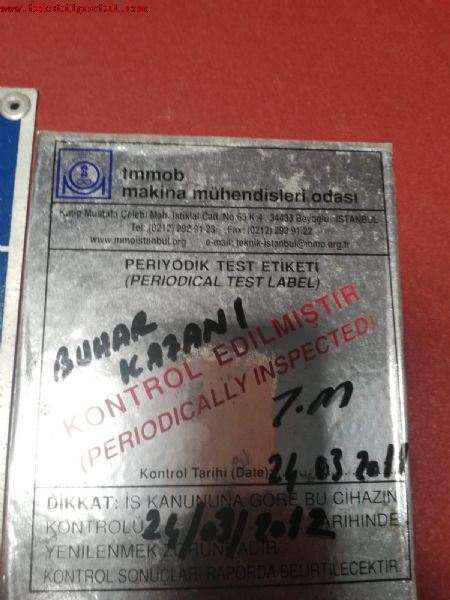 www.tekstilportal.com
tmmob
makina mühendisleri odası
Katip Mustafa Çelebi Mah. İstiklal Cad. No:65 K-4 34433 Beyoğlu - İSTANBUL
Tel:(0212) 292 91 23 Fax:(0212) 292 91 22
www.mmoistanbul.org e-mail: teknik-istanbul@mmo.org.tr
PERİYODİK TEST ETİKETİ
(PERIODICAL TEST LABEL)
BUHAR
KAZANI
KONTROL EDİLMİŞTİR
(PERIODICALLY INSPECTED)
T.M
Kontrol Tarihi (Date): 24.03.2011
DİKKAT: İŞ KANUNUNA GÖRE BU CİHAZIN
KONTROLÜ 24/03/2012 TARİHİNDE
YENİLENMEK ZORUNDADIR.
KONTROL SONUÇLARI RAPORDA BELİRTİLECEKTİR.